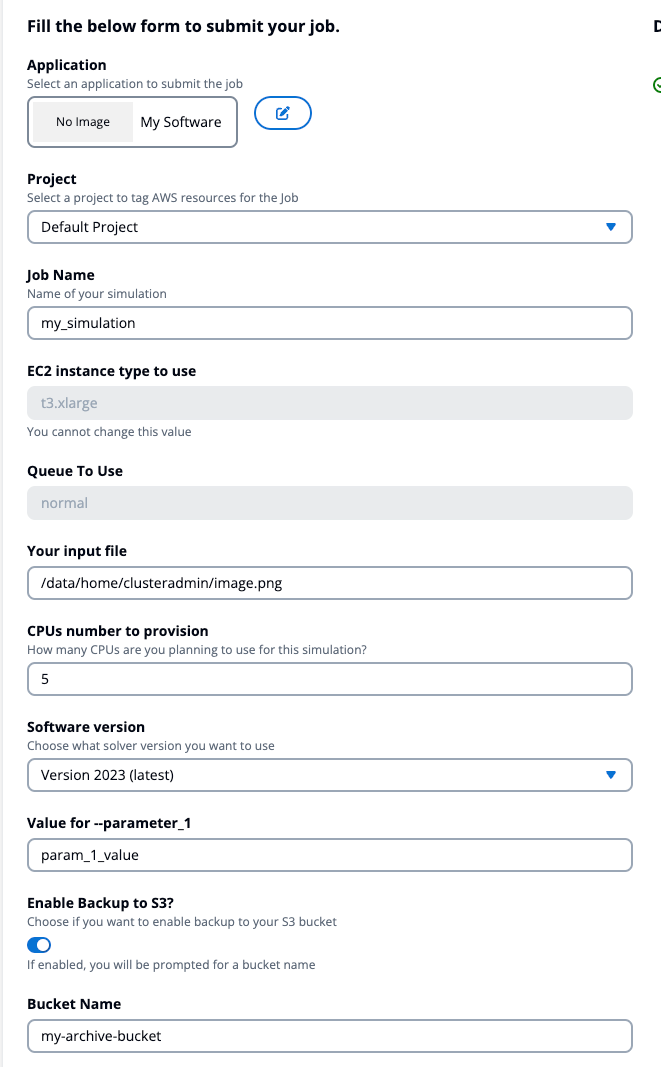 Fill the below form to submit your job.
Application
Select an application to submit the job
No Image My Software
Project
Select a project to tag AWS resources for the Job
Default Project
Job Name
Name of your simulation
my_simulation
EC2 instance type to use
t3.xlarge
You cannot change this value
Queue To Use
normal
Your input file
/data/home/clusteradmin/image.png
CPUs number to provision
How many CPUs are you planning to use for this simulation?
5
Software version
Choose what solver version you want to use
Version 2023 (latest)
Value for --parameter_1
param_1_value
Enable Backup to S3?
Choose if you want to enable backup to your S3 bucket
If enabled, you will be prompted for a bucket name
Bucket Name
my-archive-bucket